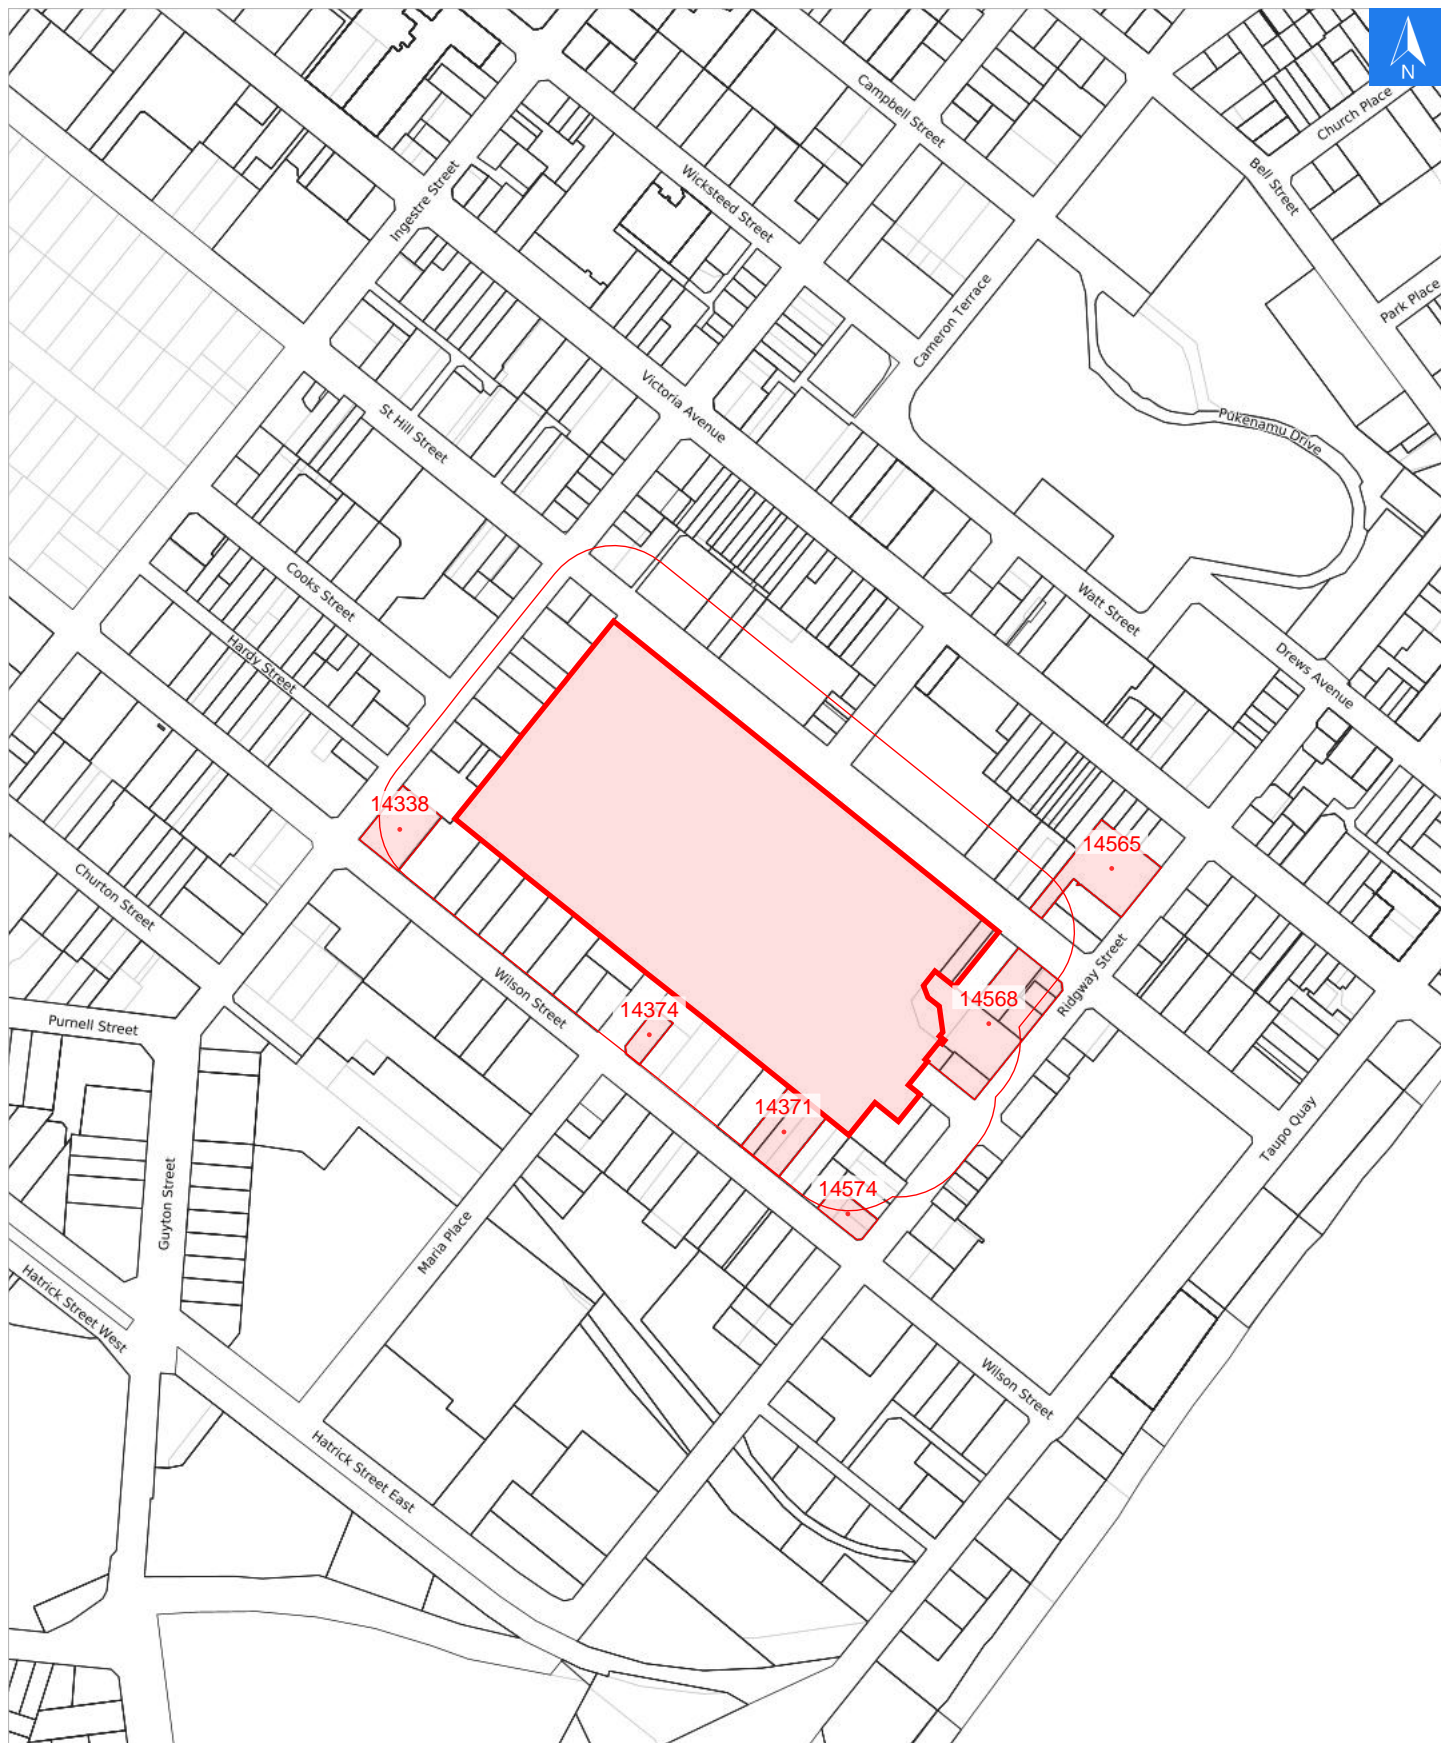 N
Campbell Street
Church Place
Ingestre Street
Wicksteed Street
Bell Street
Cameron Terrace
Park Place
Victoria Avenue
St Hill Street
Pukenamu Drive
Cooks Street
Watt Street
Hardy Street
Drews Avenue
14338
14565
Churton Street
Wilson Street
Ridgway Street
14568
14374
Purnell Street
14371
Taupo Quay
Guyton Street
14574
Maria Place
Hatrick Street West
Wilson Street
Hatrick Street East